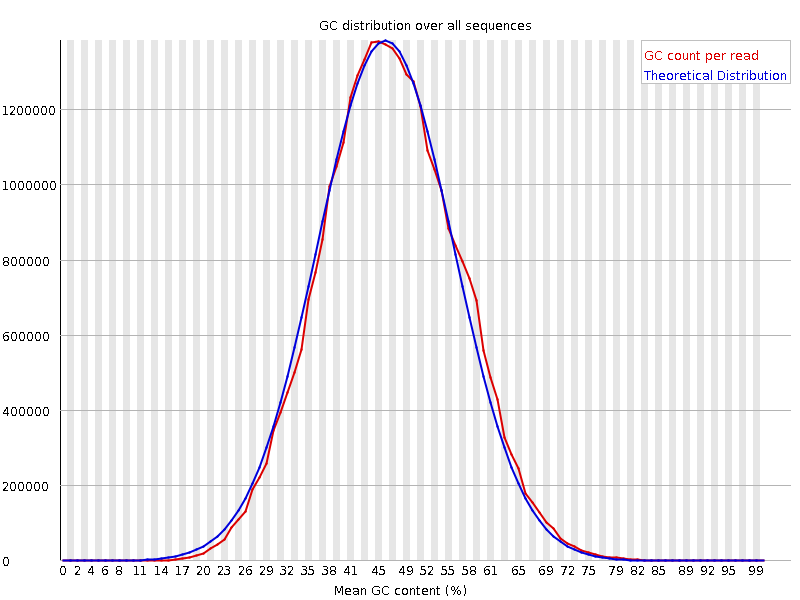 GC distribution over all sequences
GC count per read
Theoretical Distribution
1200000
1000000
800000
600000
400000
200000
0
0 2 4 6 8 11 14 17 20 23 26 29 32 35 38 41 45 49 52 55 58 61 65 69 72 75 79 82 85 89 92 95 99
Mean GC content (%)